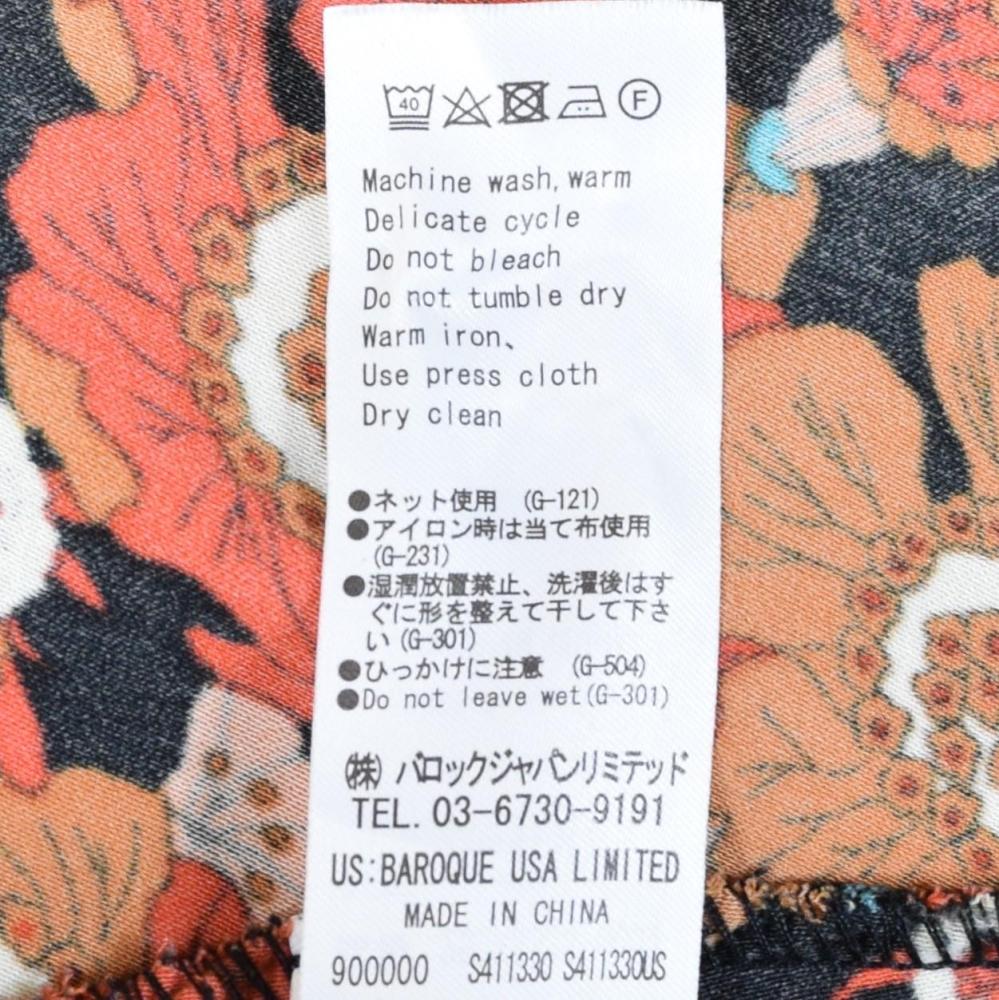 40 F
Machine wash, warm
Delicate cycle
Do not bleach
Do not tumble dry
Warm iron、
Use press cloth
Dry clean
●ネット使用 (G-121)
●アイロン時は当て布使用
(G-231)
●湿潤放置禁止、洗濯後はす
ぐに形を整えて干して下さ
い (G-301)
●ひっかけに注意 (G-504)
●Do not leave wet(G-301)
(株) バロックジャパンリミテッド
TEL. 03-6730-9191
US:BAROQUE USA LIMITED
MADE IN CHINA
900000 S411330 S411330US